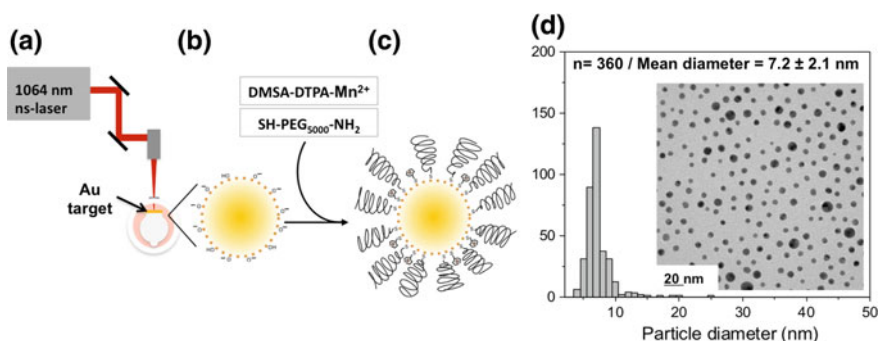 (a)
1064 nm
ns-laser
Au
target
(b)
DMSA-DTPA-Mn²⁺
SH-PEG₅₀₀₀-NH₂
(c)
(d)
n= 360 / Mean diameter = 7.2 ± 2.1 nm
200
150
100
50
0
20 nm
10
20
30
40
50
Particle diameter (nm)